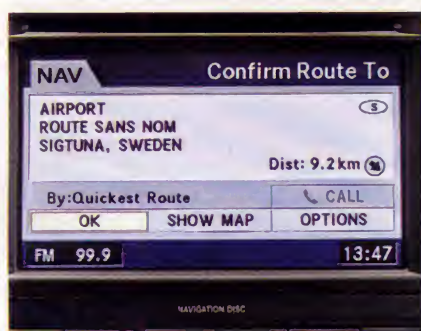 NAV Confirm Route To
AIRPORT S
ROUTE SANS NOM
SIGTUNA, SWEDEN
Dist: 9.2km
By:Quickest Route CALL
OK SHOW MAP OPTIONS
FM 99.9 13:47
NAVIGATION DISC